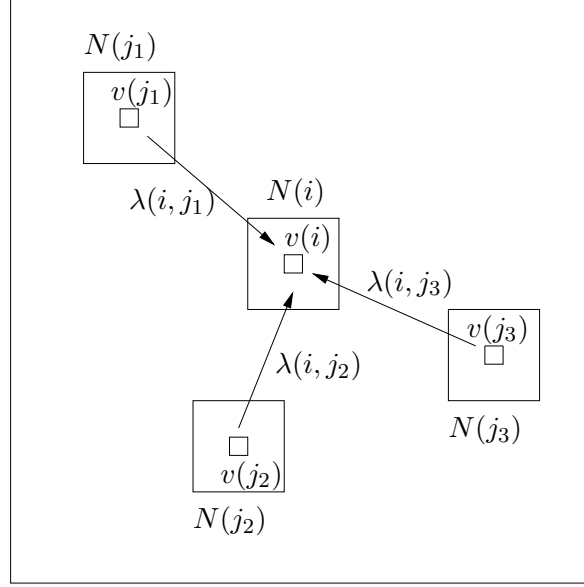 N(j₁)
v(j₁)
λ(i, j₁)
N(i)
v(i)
λ(i, j₃)
v(j₃)
λ(i, j₂)
N(j₃)
v(j₂)
N(j₂)